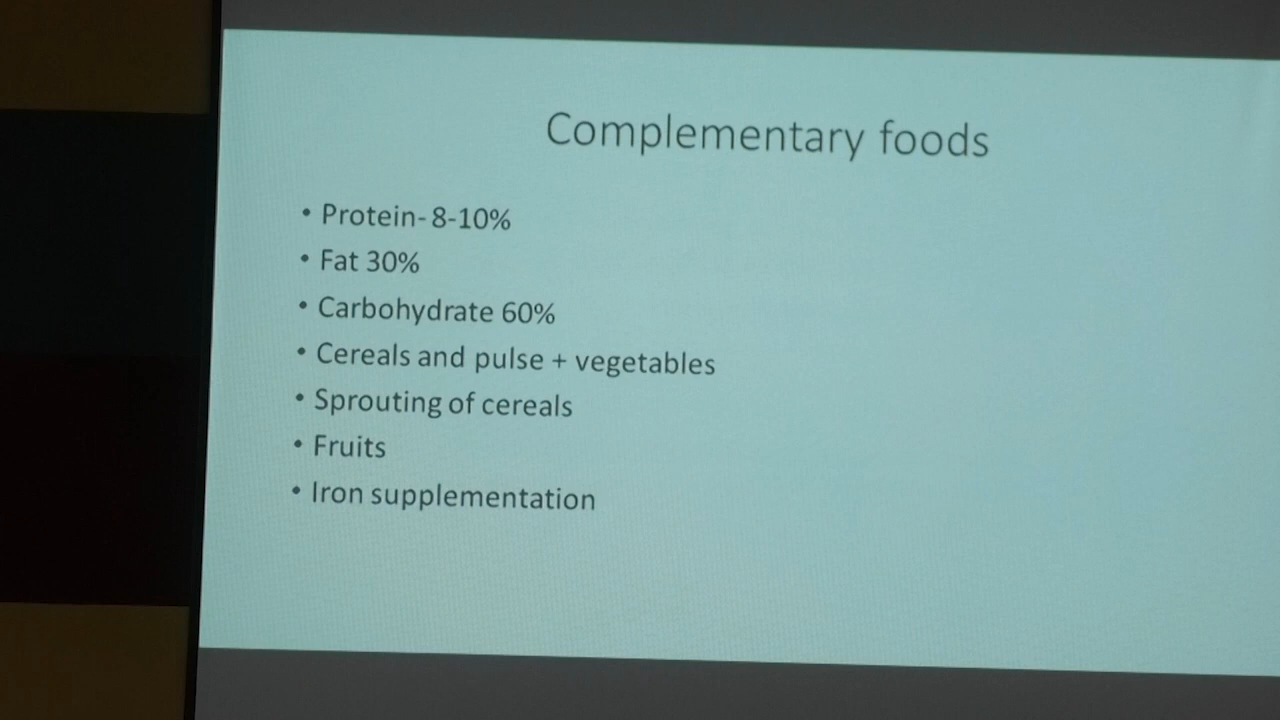 Complementary foods
• Protein- 8-10%
• Fat 30%
• Carbohydrate 60%
• Cereals and pulse + vegetables
• Sprouting of cereals
• Fruits
• Iron supplementation